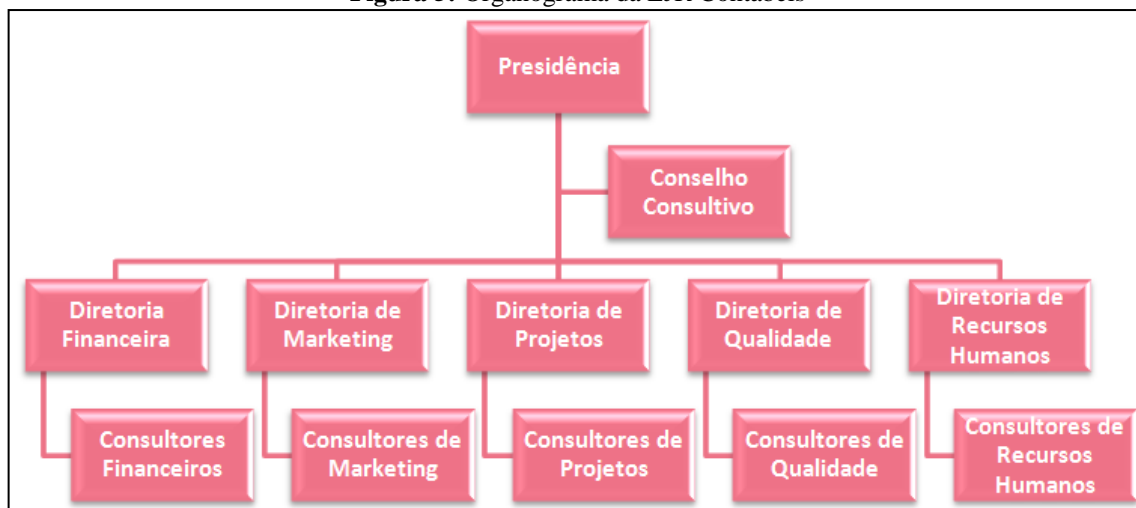 Presidência
Conselho
Consultivo
Diretoria
Financeira
Diretoria de
Marketing
Diretoria de
Projetos
Diretoria de
Qualidade
Diretoria de
Recursos
Humanos
Consultores
Financeiros
Consultores de
Marketing
Consultores de
Projetos
Consultores de
Qualidade
Consultores de
Recursos
Humanos